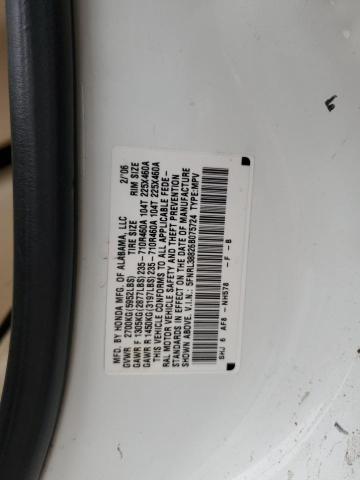 MFD. BY HONDA MFG. OF ALABAMA, LLC 2/'06
TIRE SIZE RIM SIZE
GVWR 2700KG(5952LBS)
GAWR F 1305KG(2877LBS)235-710R460A 104T 225X460A
GAWR R 1450KG(3197LBS)235-710R460A 104T 225X460A
THIS VEHICLE CONFORMS TO ALL APPLICABLE FEDE-
RAL MOTOR VEHICLE SAFETY AND THEFT PREVENTION
STANDARDS IN EFFECT ON THE DATE OF MANUFACTURE
SHOWN ABOVE. V.I.N.: 5FNRL38826B075724 TYPE:MPV
SHJ 6 AF8 -NH578 -F -B